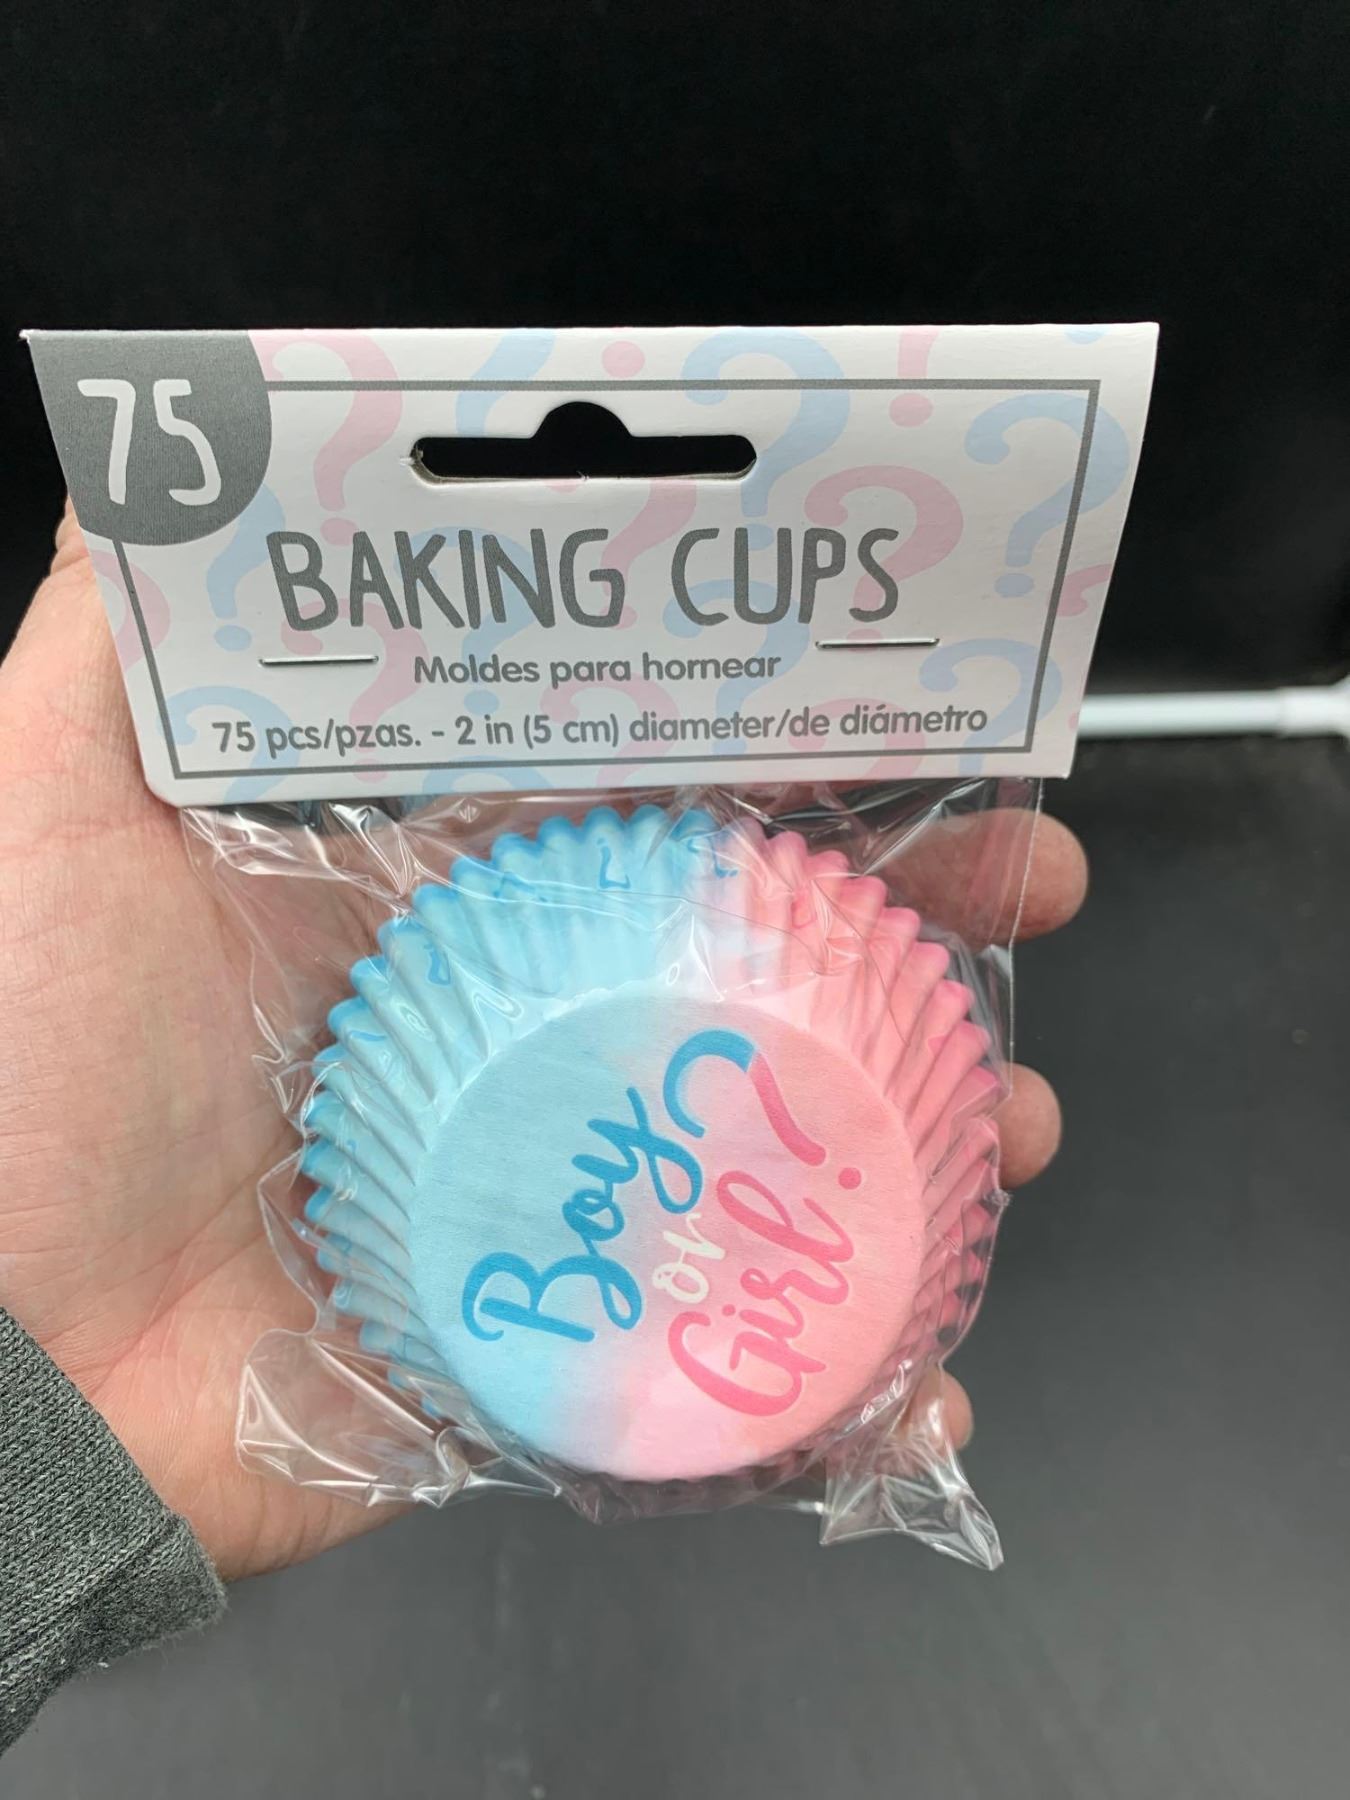 75
BAKING CUPS
Moldes para hornear
75 pcs/pzas. - 2 in (5 cm) diameter/de diámetro
Boy
or
Girl?